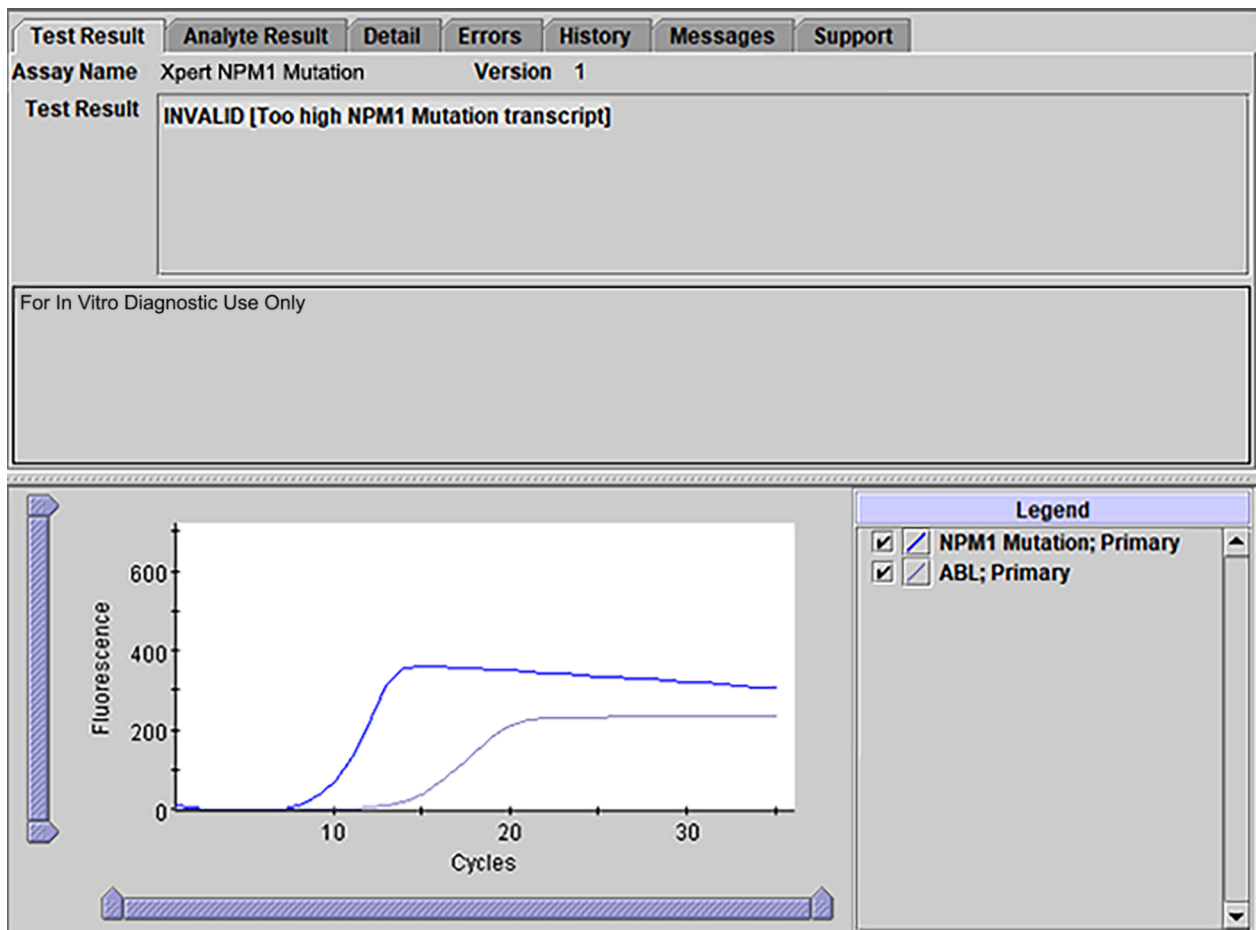 Test Result Analyte Result Detail Errors History Messages Support
Assay Name Xpert NPM1 Mutation Version 1
Test Result INVALID [Too high NPM1 Mutation transcript]
For In Vitro Diagnostic Use Only
Legend
NPM1 Mutation; Primary
ABL; Primary
600
400
200
0
Fluorescence
10 20 30
Cycles